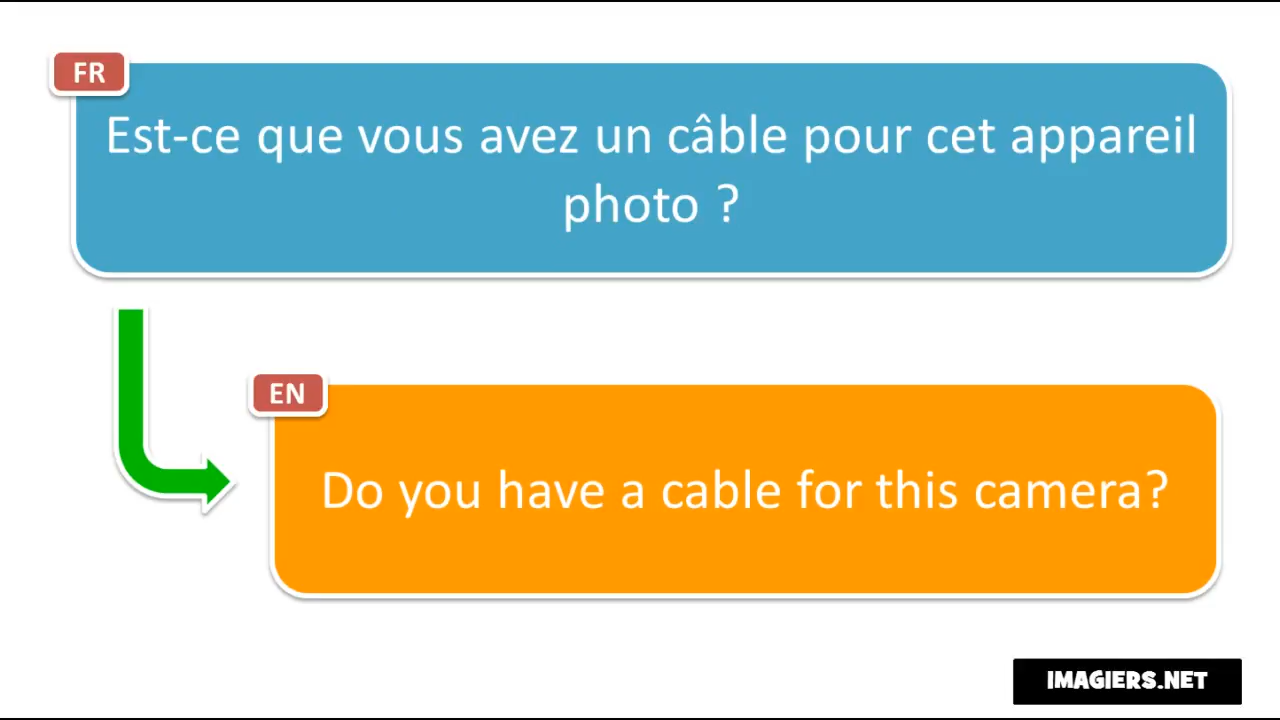 FR
Est-ce que vous avez un câble pour cet appareil
photo ?
EN
Do you have a cable for this camera?
IMAGIERS.NET